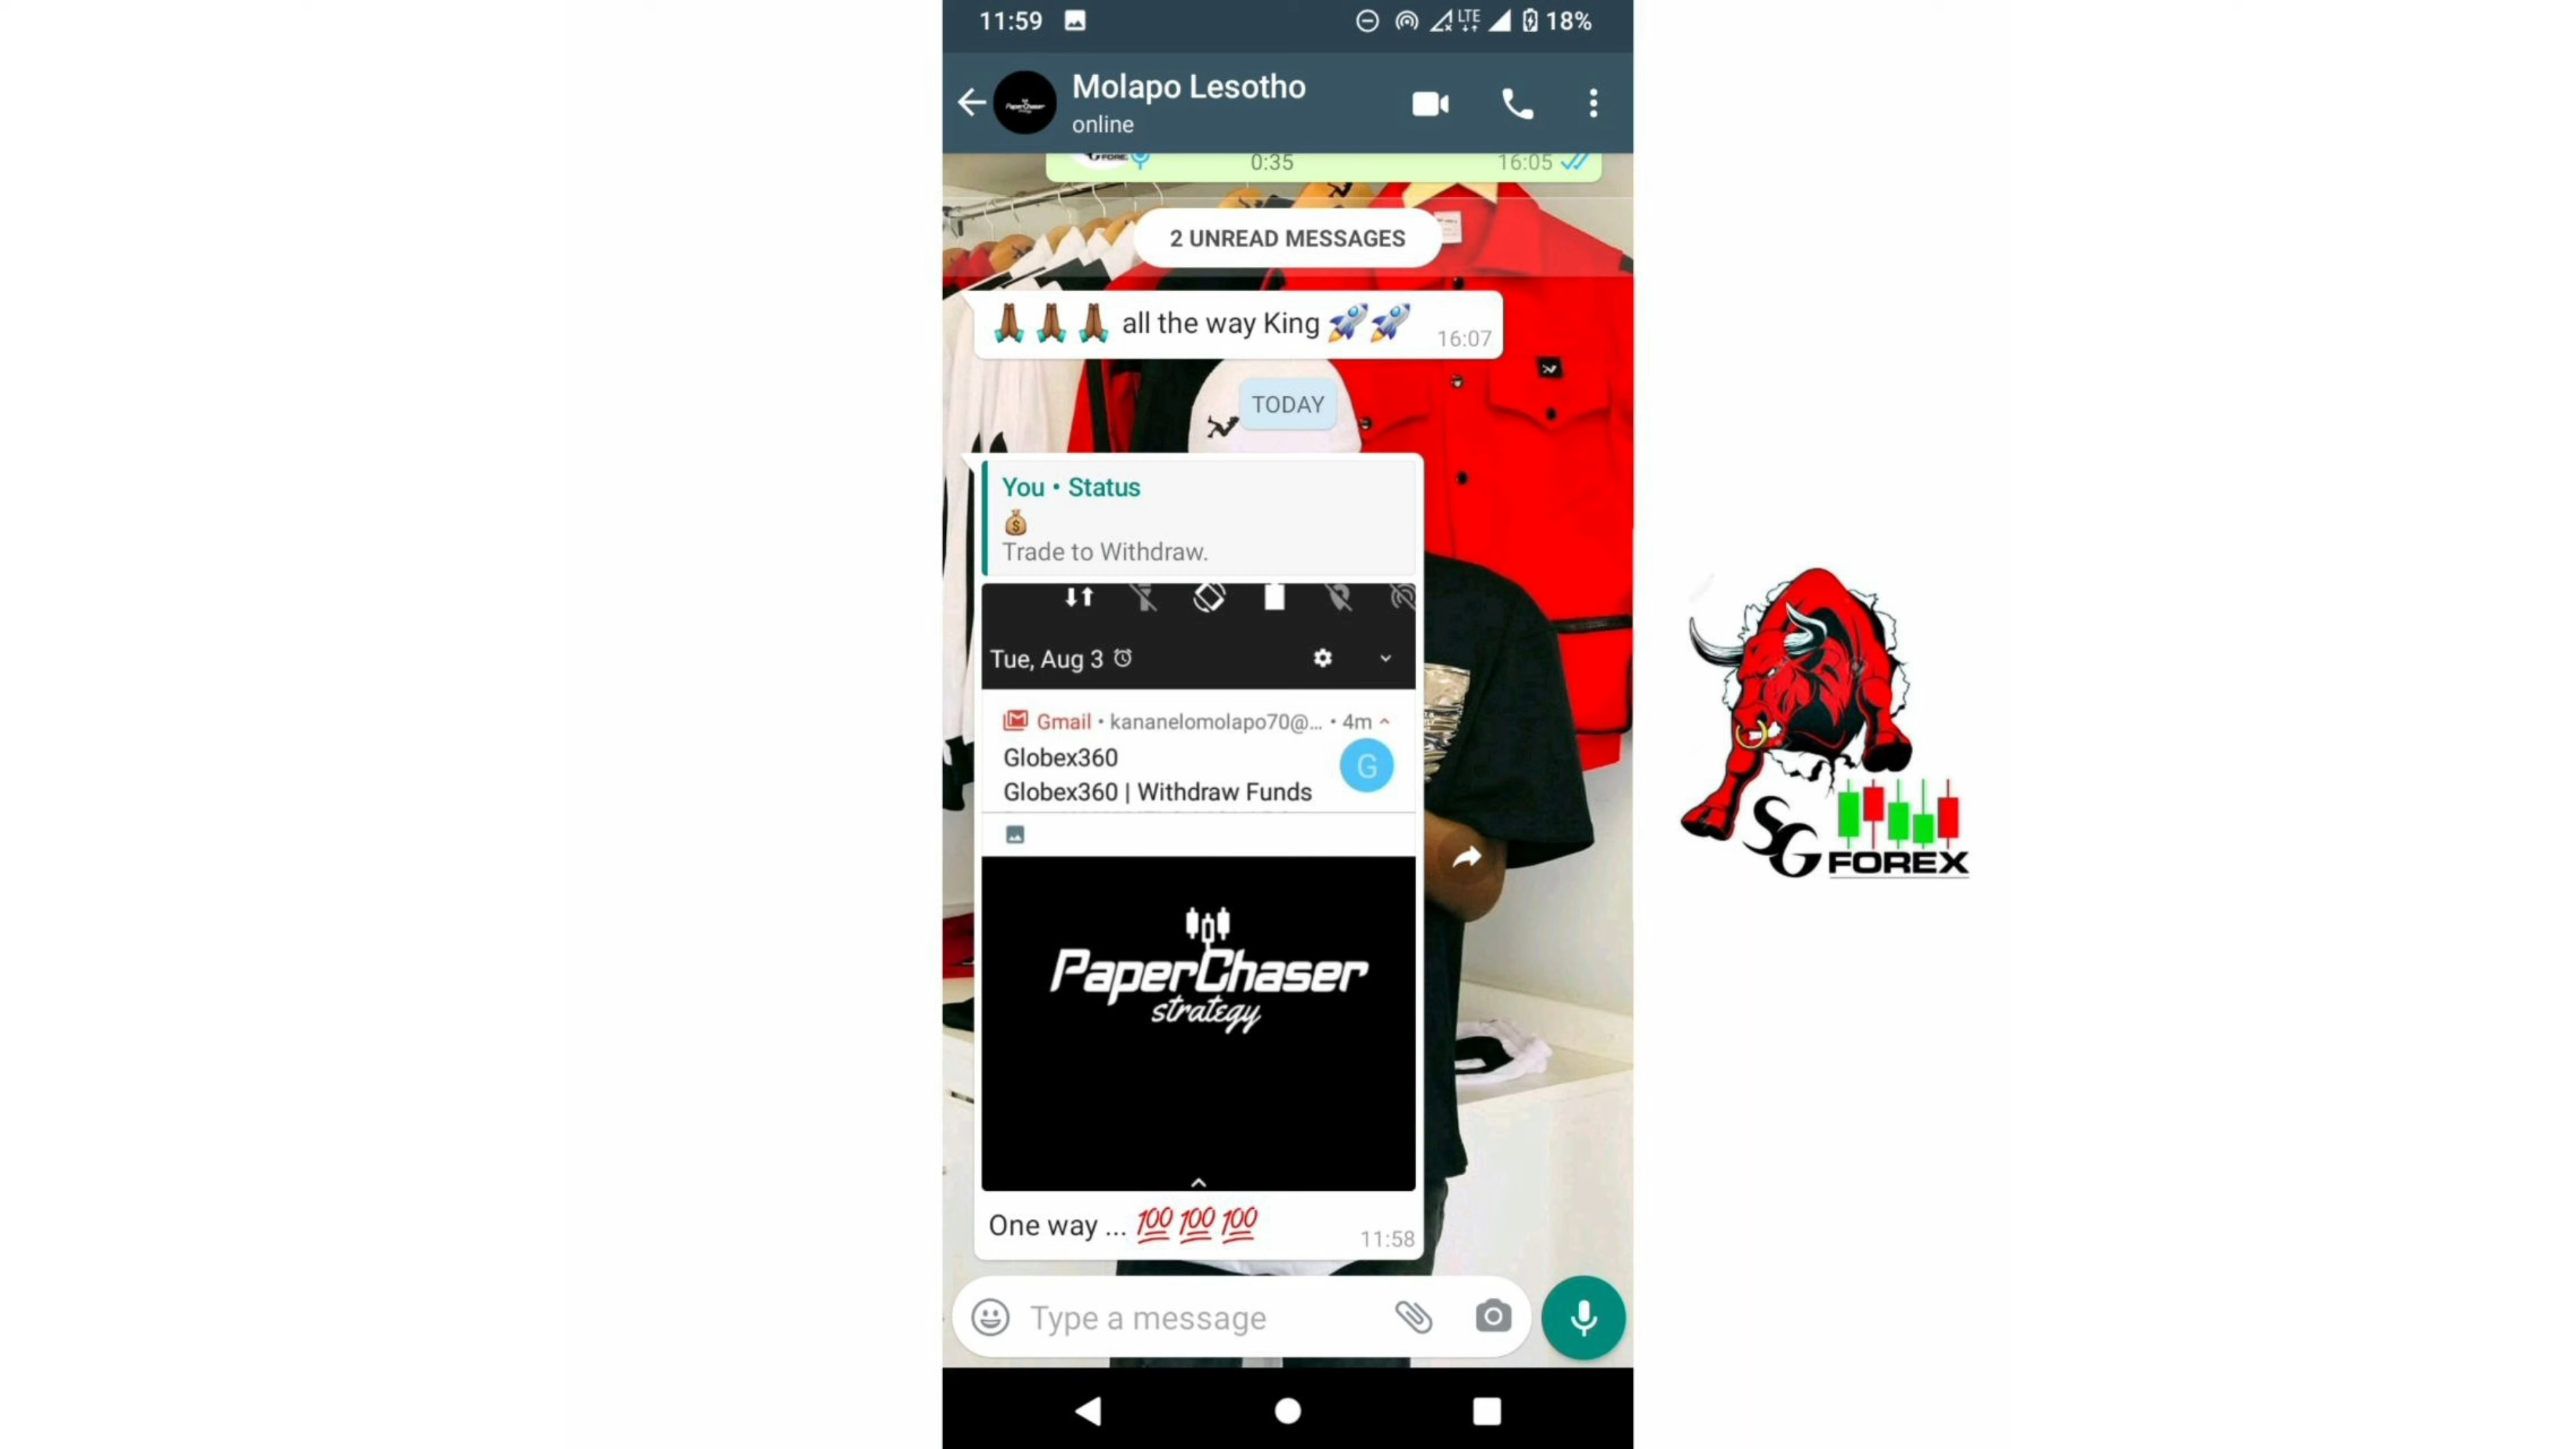 11:59
LTE
18%
Molapo Lesotho
online
0:35
16:05
2 UNREAD MESSAGES
🙏🏾🙏🏾🙏🏾 all the way King 🚀🚀
16:07
TODAY
You • Status
💰
Trade to Withdraw.
Tue, Aug 3
Gmail • kananelomolapo70@... • 4m
Globex360
G
Globex360 | Withdraw Funds
PaperChaser
strategy
One way ... 💯💯💯
11:58
Type a message
SG
FOREX